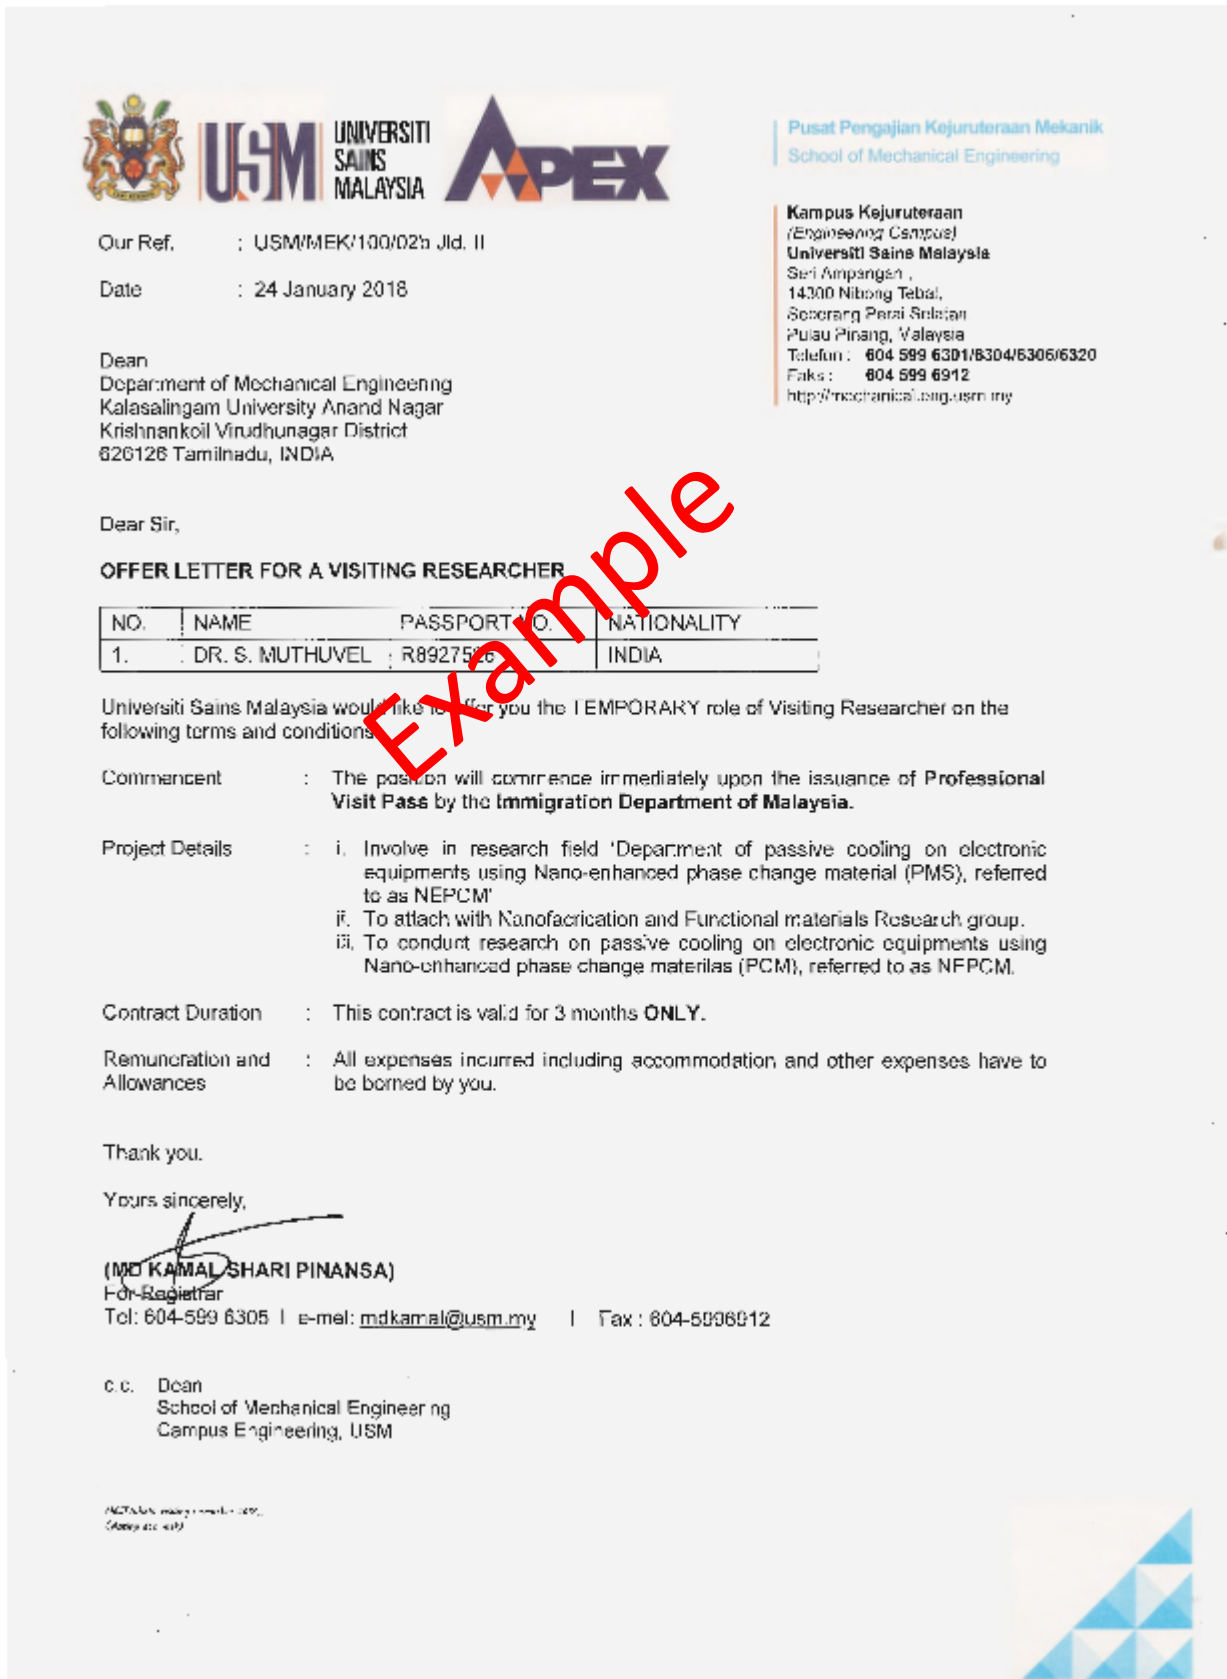 USM
UNIVERSITI
SAINS
MALAYSIA
APEX
Pusat Pengajian Kejuruteraan Mekanik
School of Mechanical Engineering
Kampus Kejuruteraan
(Engineering Campus)
Universiti Sains Malaysia
Seri Ampangan ,
14300 Nibong Tebal,
Seberang Perai Selatan
Pulau Pinang, Malaysia
Telefon : 604 599 6301/6304/6306/6320
Faks : 604 599 6912
http://mechanical.eng.usm.my
Our Ref. : USM/MEK/100/02b Jld. II
Date : 24 January 2018
Dean
Department of Mechanical Engineering
Kalasalingam University Anand Nagar
Krishnankoil Virudhunagar District
626126 Tamilnadu, INDIA
Dear Sir,
OFFER LETTER FOR A VISITING RESEARCHER
NO. NAME PASSPORT NO. NATIONALITY
1. DR. S. MUTHUVEL : INDIA
Example
Universiti Sains Malaysia would like to offer you the TEMPORARY role of Visiting Researcher on the
following terms and conditions
Commencent : The position will commence immediately upon the issuance of Professional
Visit Pass by the Immigration Department of Malaysia.
Project Details : i. Involve in research field 'Department of passive cooling on electronic
equipments using Nano-enhanced phase change material (PMS), referred
to as NEPCM'
ii. To attach with Nanofacrication and Functional materials Research group.
iii. To conduct research on passive cooling on electronic equipments using
Nano-enhanced phase change materilas (PCM), referred to as NEPCM.
Contract Duration : This contract is valid for 3 months ONLY.
Remuneration and : All expenses incurred including accommodation and other expenses have to
Allowances be borned by you.
Thank you.
Yours sincerely,
(MD KAMAL SHARI PINANSA)
For Registrar
Tel: 604-599 6305 | e-mel: mdkamal@usm.my | Fax : 604-5996912
c.c. Dean
School of Mechanical Engineering
Campus Engineering, USM